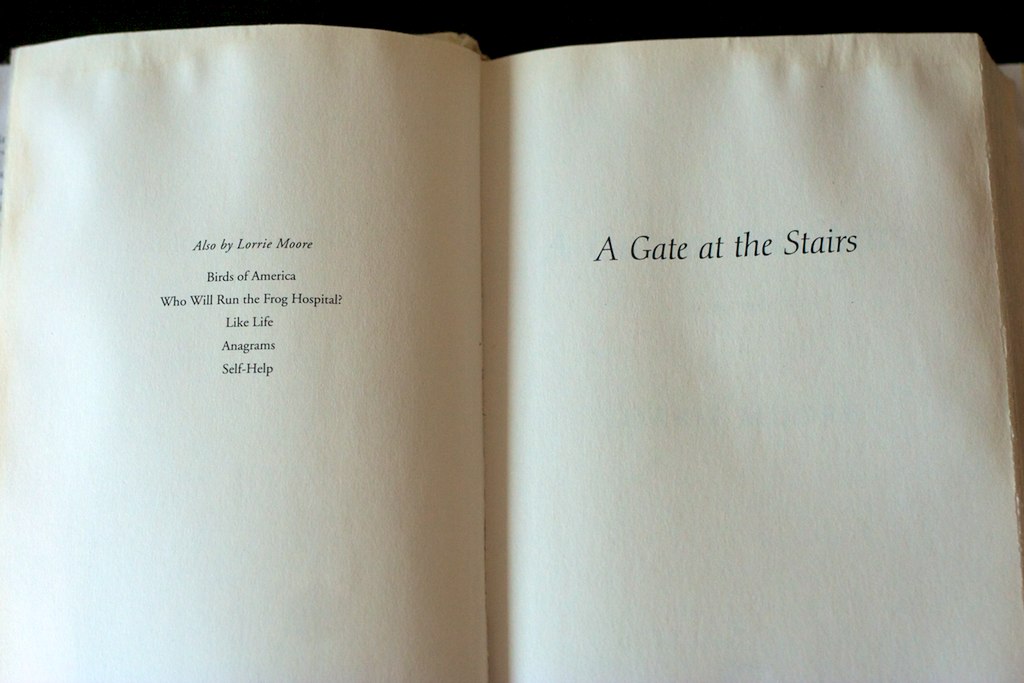 Also by Lorrie Moore
Birds of America
Who Will Run the Frog Hospital?
Like Life
Anagrams
Self-Help
A Gate at the Stairs